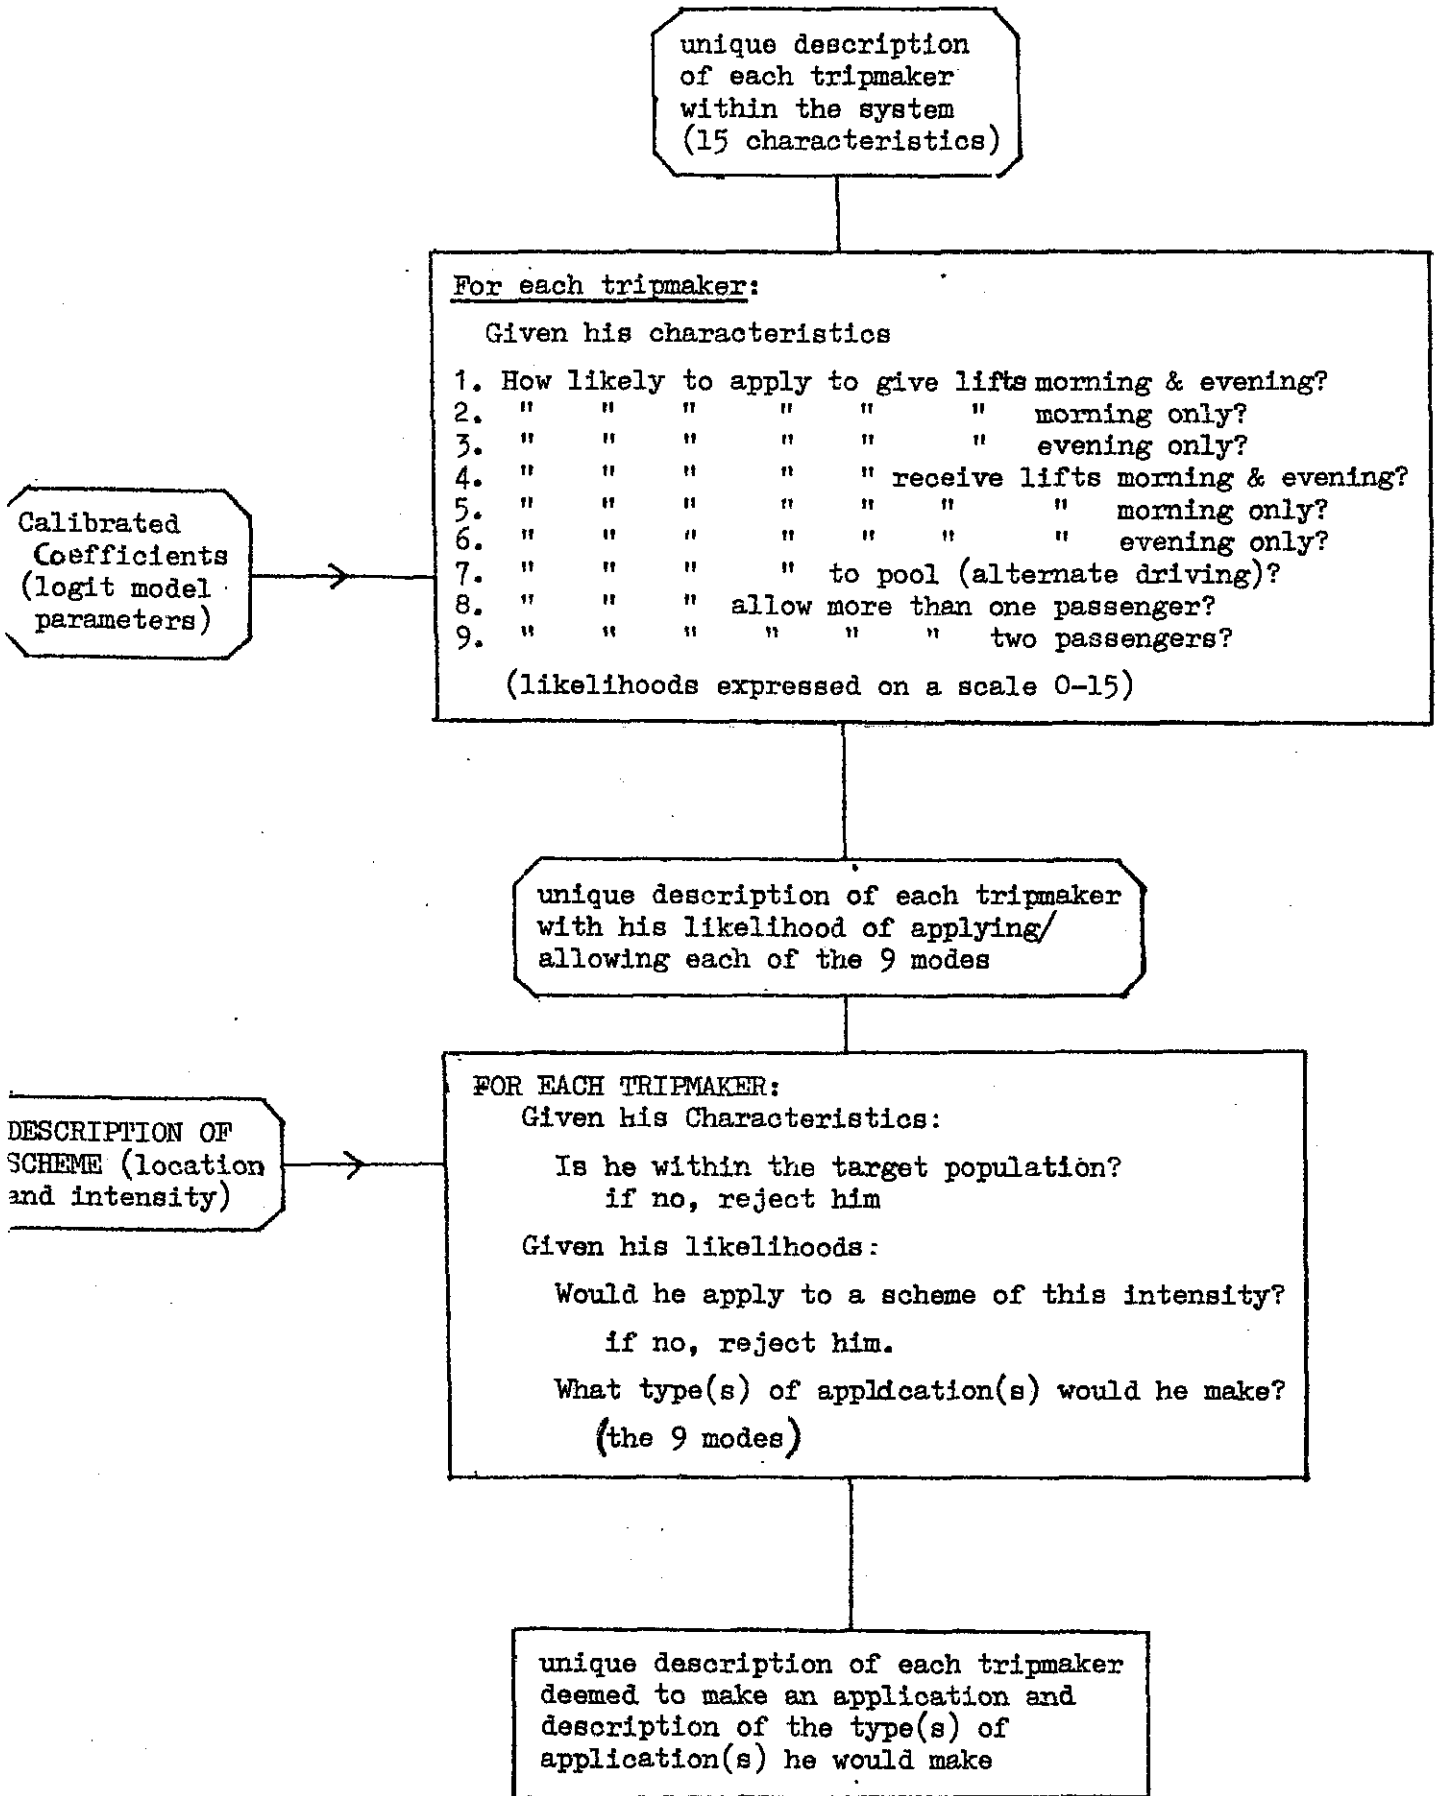 unique description
of each tripmaker
within the system
(15 characteristics)
For each tripmaker:
Given his characteristics
1. How likely to apply to give lifts morning & evening?
2. " " " " " " morning only?
3. " " " " " " evening only?
4. " " " " " receive lifts morning & evening?
5. " " " " " " " morning only?
6. " " " " " " " evening only?
7. " " " " to pool (alternate driving)?
8. " " " allow more than one passenger?
9. " " " " " " two passengers?
(likelihoods expressed on a scale 0-15)
Calibrated
Coefficients
(logit model
parameters)
unique description of each tripmaker
with his likelihood of applying/
allowing each of the 9 modes
DESCRIPTION OF
SCHEME (location
and intensity)
FOR EACH TRIPMAKER:
Given his Characteristics:
Is he within the target population?
if no, reject him
Given his likelihoods:
Would he apply to a scheme of this intensity?
if no, reject him.
What type(s) of application(s) would he make?
(the 9 modes)
unique description of each tripmaker
deemed to make an application and
description of the type(s) of
application(s) he would make